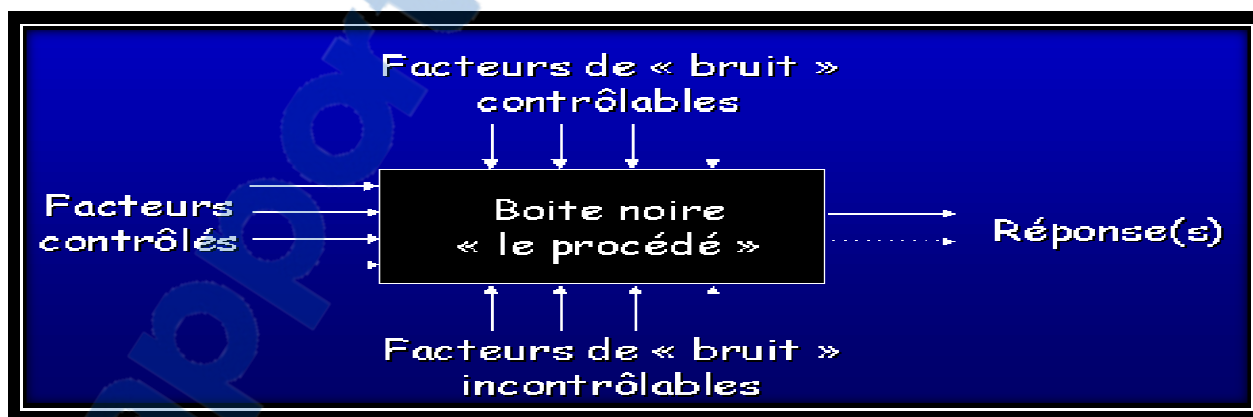 Facteurs de « bruit »
contrôlables
Facteurs
contrôlés
Boite noire
« le procédé »
Réponse(s)
Facteurs de « bruit »
incontrôlables